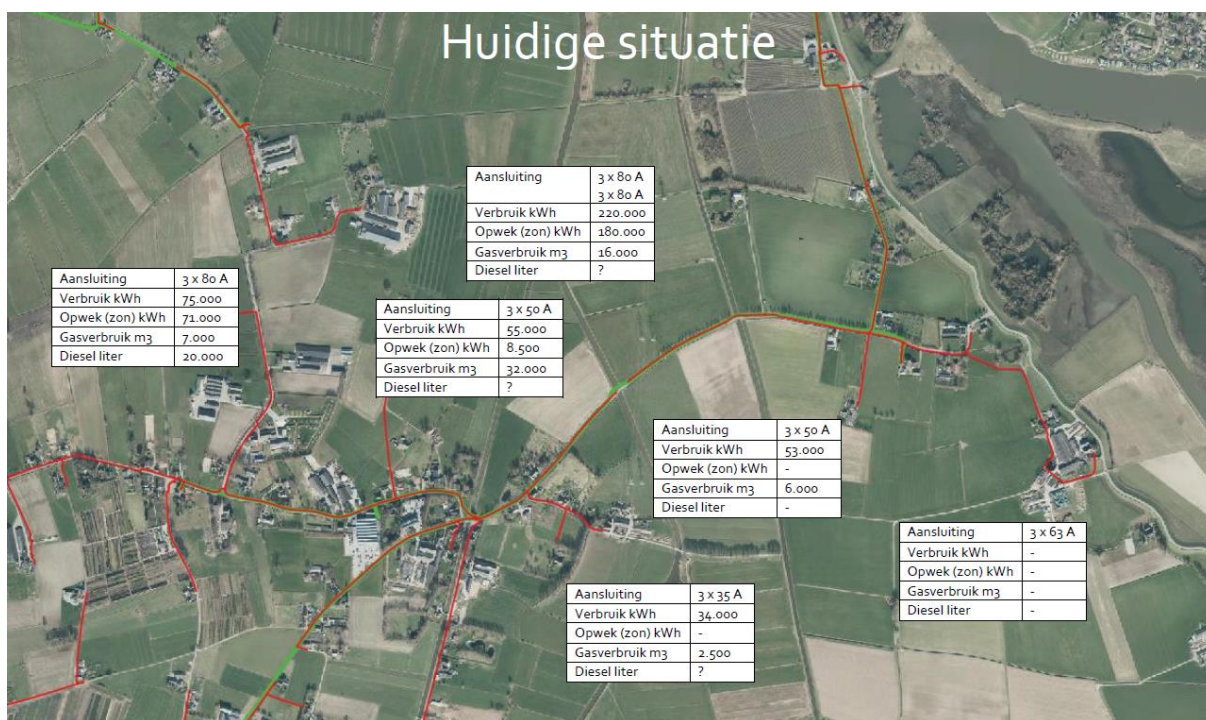 Huidige situatie
Aansluiting 3 x 80 A
3 x 80 A
Verbruik kWh 220.000
Opwek (zon) kWh 180.000
Gasverbruik m3 16.000
Diesel liter ?
Aansluiting 3 x 80 A
Verbruik kWh 75.000
Opwek (zon) kWh 71.000
Gasverbruik m3 7.000
Diesel liter 20.000
Aansluiting 3 x 50 A
Verbruik kWh 55.000
Opwek (zon) kWh 8.500
Gasverbruik m3 32.000
Diesel liter ?
Aansluiting 3 x 50 A
Verbruik kWh 53.000
Opwek (zon) kWh -
Gasverbruik m3 6.000
Diesel liter -
Aansluiting 3 x 63 A
Verbruik kWh -
Opwek (zon) kWh -
Gasverbruik m3 -
Diesel liter -
Aansluiting 3 x 35 A
Verbruik kWh 34.000
Opwek (zon) kWh -
Gasverbruik m3 2.500
Diesel liter ?